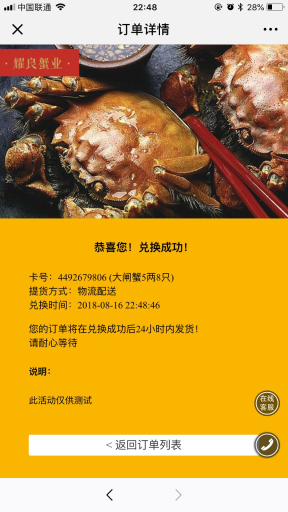 中国联通 22:48 28%
订单详情
·耀良蟹业·
恭喜您！兑换成功！
卡号：4492679806 (大闸蟹5两8只)
提货方式：物流配送
兑换时间：2018-08-16 22:48:46
您的订单将在兑换成功后24小时内发货！
请耐心等待
说明：
此活动仅供测试
在线
客服
< 返回订单列表